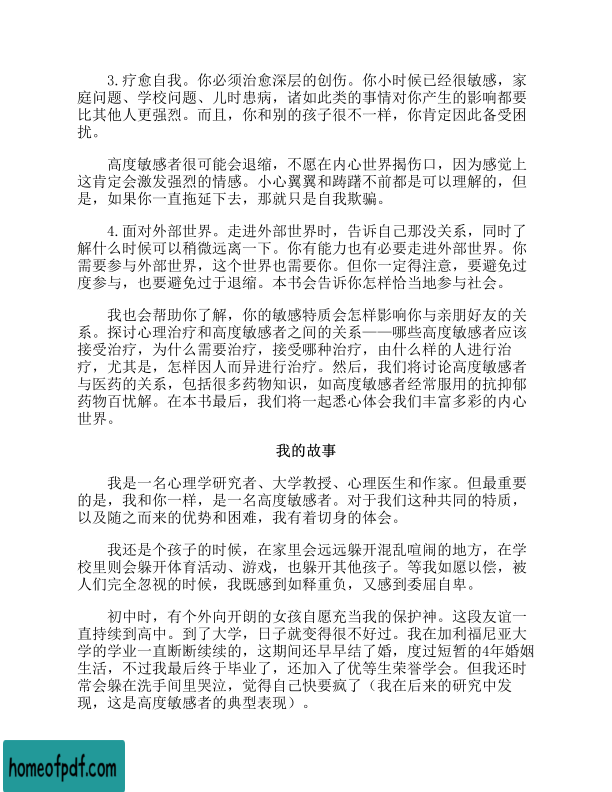 3.疗愈自我。你必须治愈深层的创伤。你小时候已经很敏感，家
庭问题、学校问题、儿时患病，诸如此类的事情对你产生的影响都要
比其他人更强烈。而且，你和别的孩子很不一样，你肯定因此备受困
扰。
高度敏感者很可能会退缩，不愿在内心世界揭伤口，因为感觉上
这肯定会激发强烈的情感。小心翼翼和踌躇不前都是可以理解的，但
是，如果你一直拖延下去，那就只是自我欺骗。
4.面对外部世界。走进外部世界时，告诉自己那没关系，同时了
解什么时候可以稍微远离一下。你有能力也有必要走进外部世界。你
需要参与外部世界，这个世界也需要你。但你一定得注意，要避免过
度参与，也要避免过于退缩。本书会告诉你怎样恰当地参与社会。
我也会帮助你了解，你的敏感特质会怎样影响你与亲朋好友的关
系。探讨心理治疗和高度敏感者之间的关系——哪些高度敏感者应该
接受治疗，为什么需要治疗，接受哪种治疗，由什么样的人进行治
疗，尤其是，怎样因人而异进行治疗。然后，我们将讨论高度敏感者
与医药的关系，包括很多药物知识，如高度敏感者经常服用的抗抑郁
药物百忧解。在本书最后，我们将一起悉心体会我们丰富多彩的内心
世界。
我的故事
我是一名心理学研究者、大学教授、心理医生和作家。但最重要
的是，我和你一样，是一名高度敏感者。对于我们这种共同的特质，
以及随之而来的优势和困难，我有着切身的体会。
我还是个孩子的时候，在家里会远远躲开混乱喧闹的地方，在学
校里则会躲开体育活动、游戏，也躲开其他孩子。等我如愿以偿，被
人们完全忽视的时候，我既感到如释重负，又感到委屈自卑。
初中时，有个外向开朗的女孩自愿充当我的保护神。这段友谊一
直持续到高中。到了大学，日子就变得很不好过。我在加利福尼亚大
学的学业一直断断续续的，这期间还早早结了婚，度过短暂的4年婚姻
生活，不过我最后终于毕业了，还加入了优等生荣誉学会。但我还时
常会躲在洗手间里哭泣，觉得自己快要疯了（我在后来的研究中发
现，这是高度敏感者的典型表现）。
homeofpdf.com